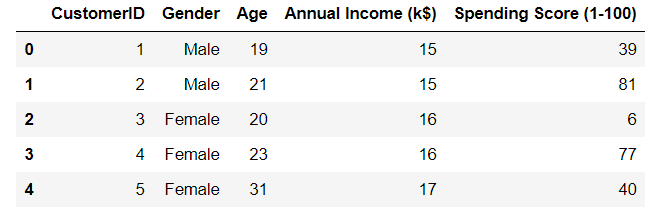 CustomerID Gender Age Annual Income (k$) Spending Score (1-100)
0 1 Male 19 15 39
1 2 Male 21 15 81
2 3 Female 20 16 6
3 4 Female 23 16 77
4 5 Female 31 17 40